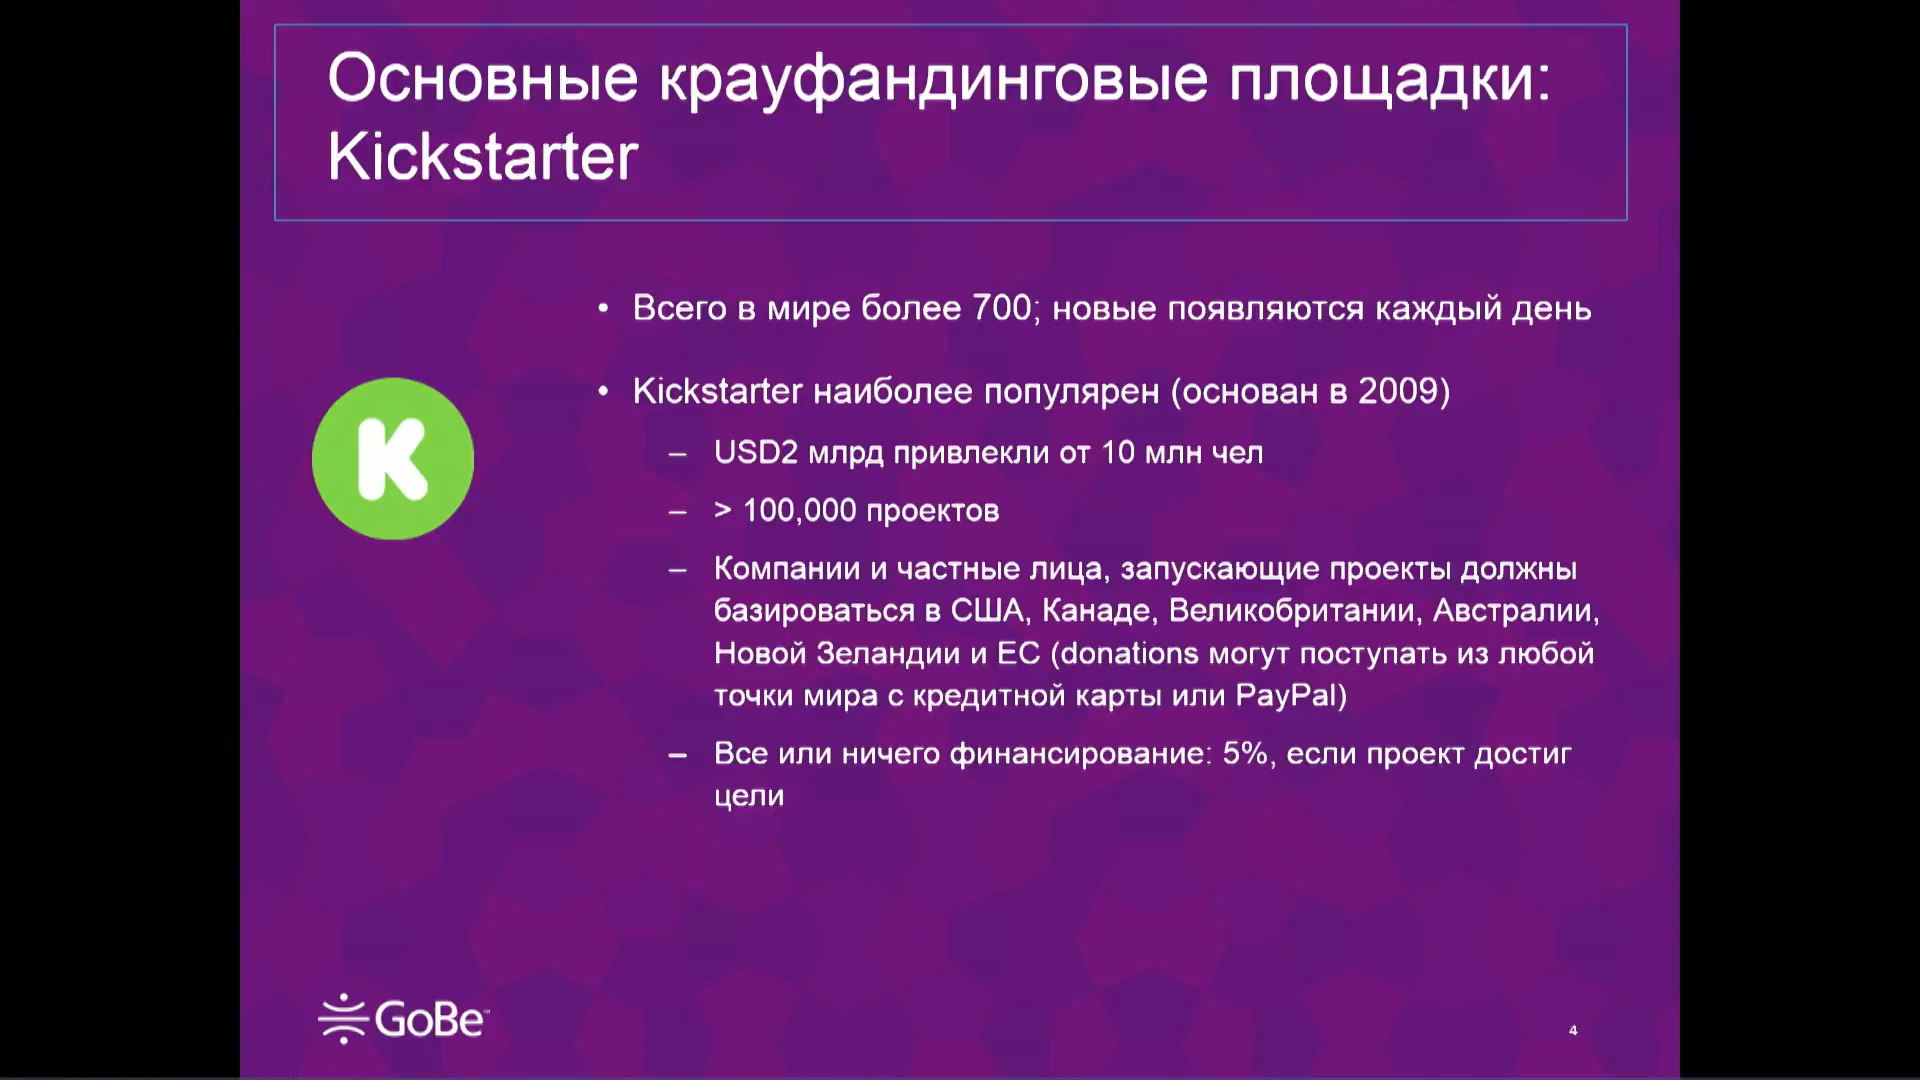 Основные крауфандинговые площадки:
Kickstarter
• Всего в мире более 700; новые появляются каждый день
• Kickstarter наиболее популярен (основан в 2009)
– USD2 млрд привлекли от 10 млн чел
– > 100,000 проектов
– Компании и частные лица, запускающие проекты должны
базироваться в США, Канаде, Великобритании, Австралии,
Новой Зеландии и ЕС (donations могут поступать из любой
точки мира с кредитной карты или PayPal)
– Все или ничего финансирование: 5%, если проект достиг
цели
K
GoBe™
4